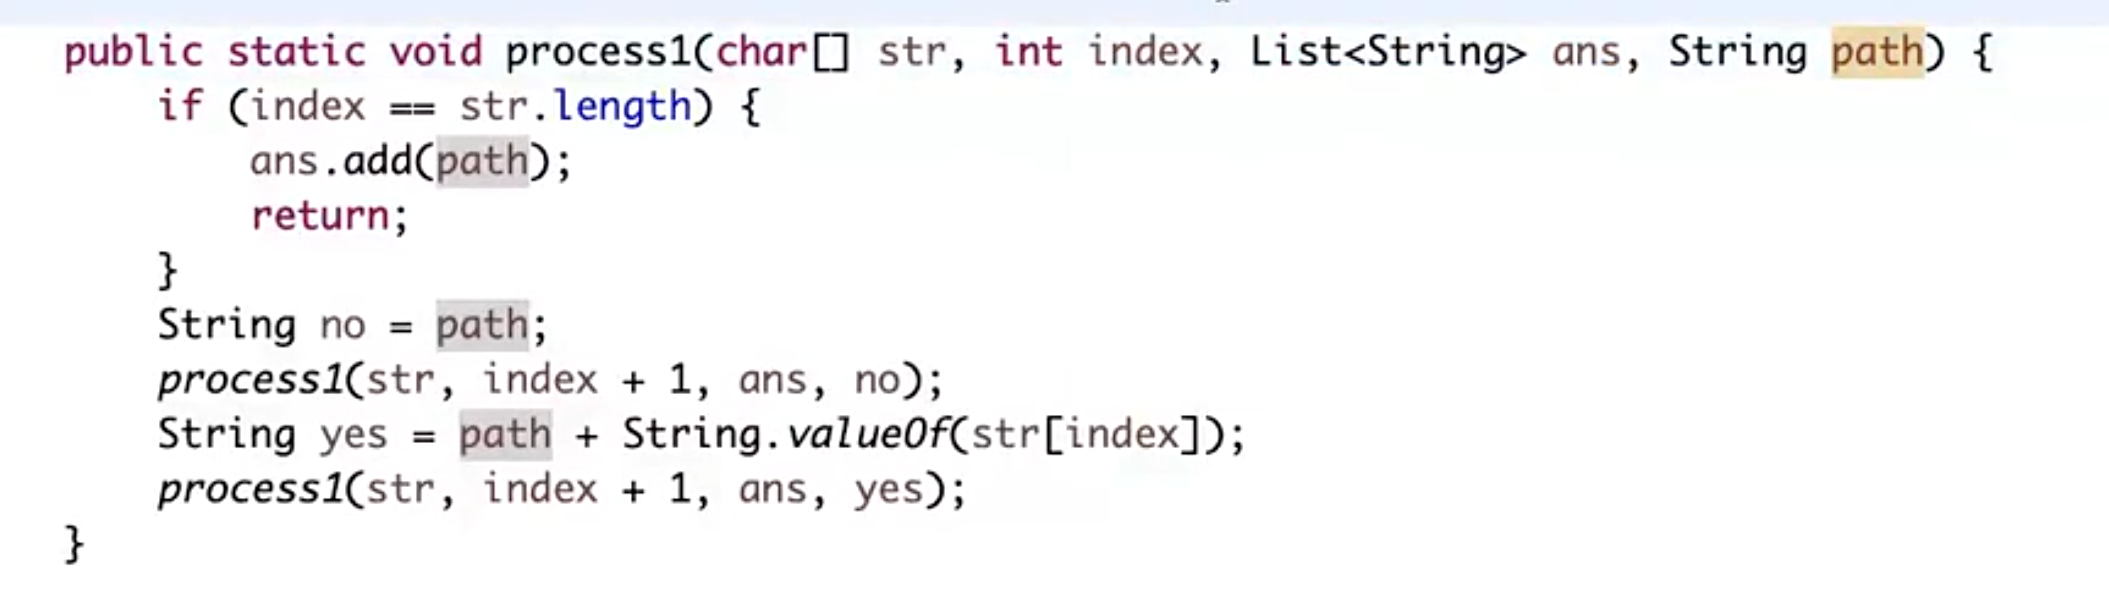 public static void process1(char[] str, int index, List<String> ans, String path) {
    if (index == str.length) {
        ans.add(path);
        return;
    }
    String no = path;
    process1(str, index + 1, ans, no);
    String yes = path + String.valueOf(str[index]);
    process1(str, index + 1, ans, yes);
}